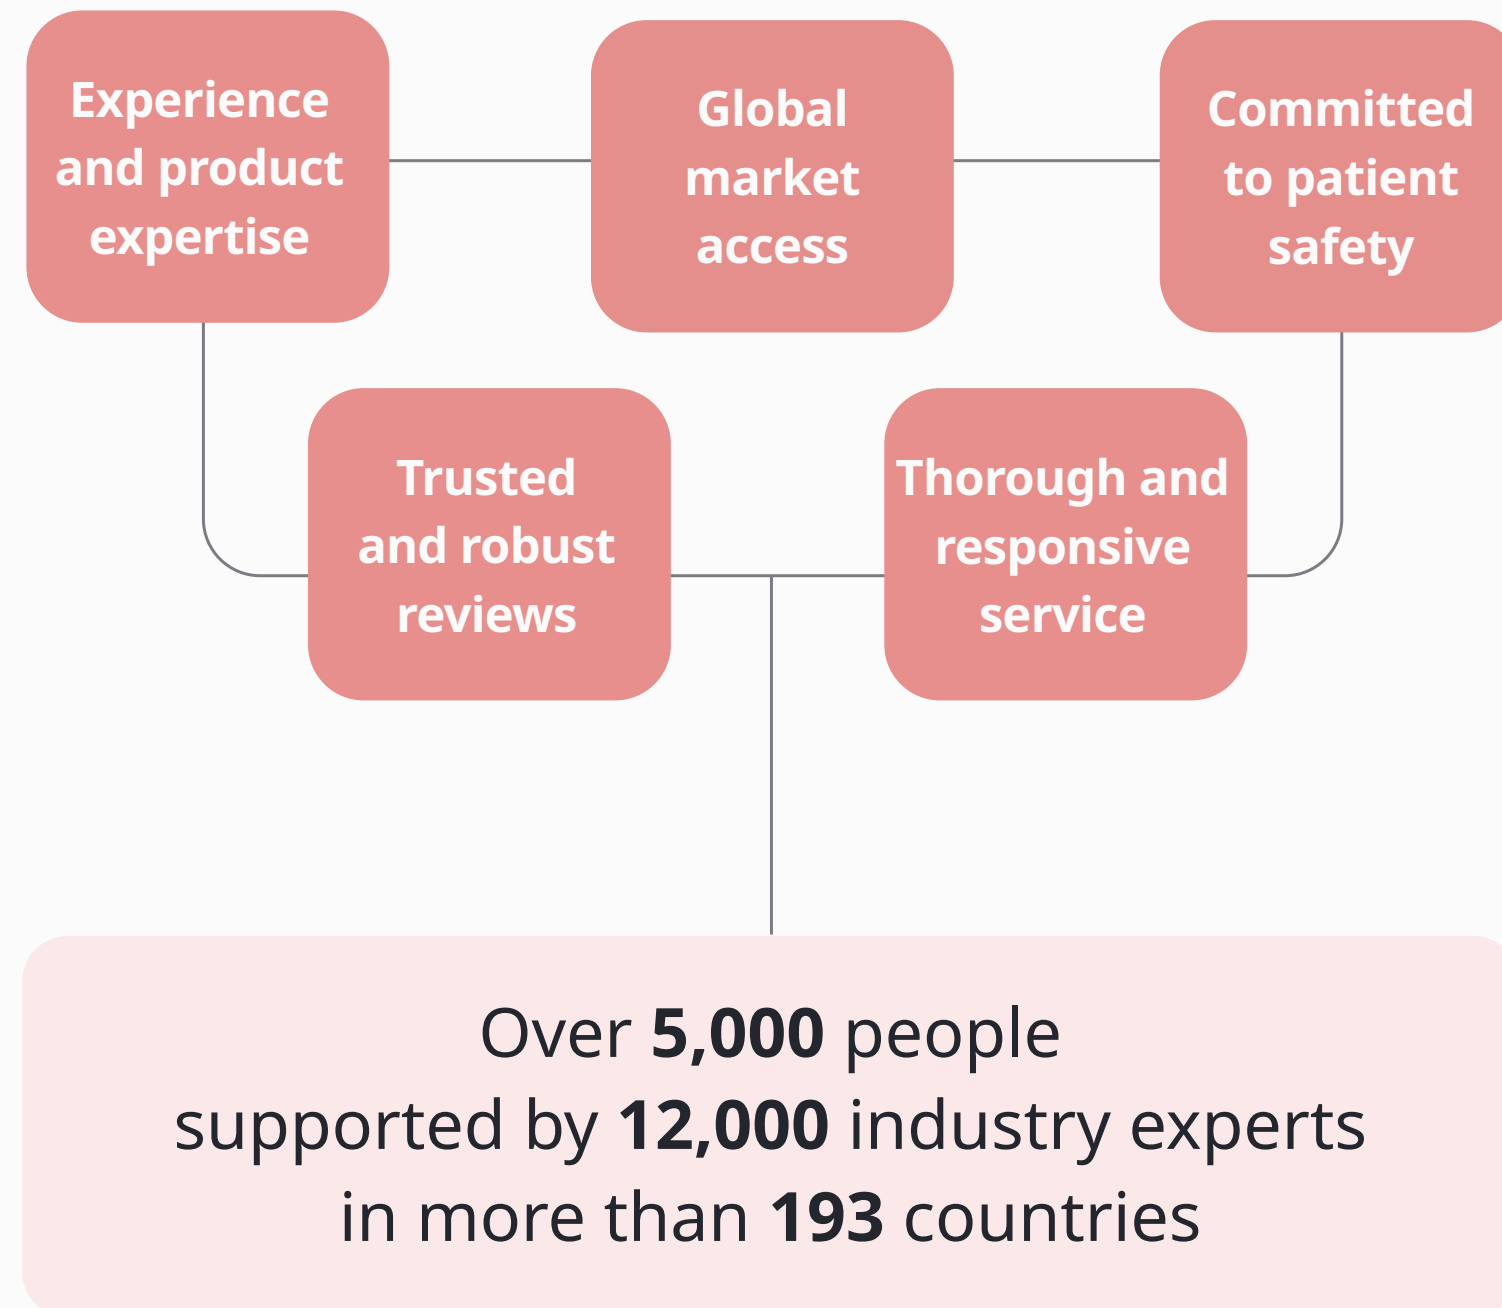 Experience
and product
expertise
Global
market
access
Committed
to patient
safety
Trusted
and robust
reviews
Thorough and
responsive
service
Over 5,000 people
supported by 12,000 industry experts
in more than 193 countries